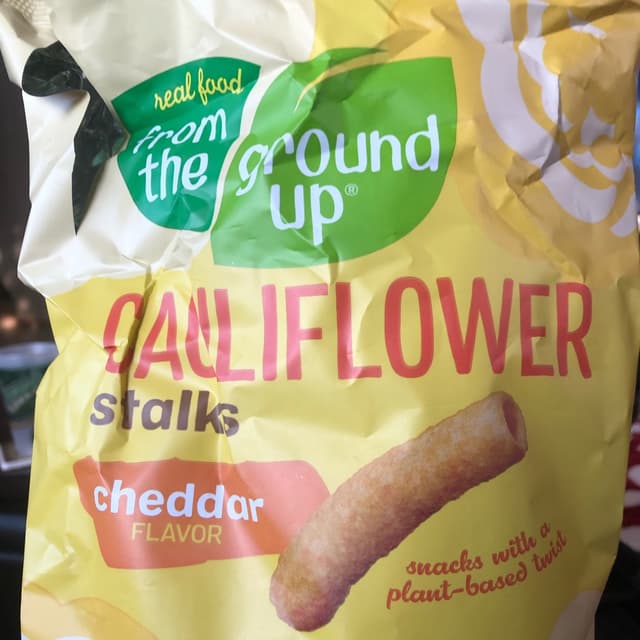 real food
from
the
ground
up®
CAULIFLOWER
stalks
cheddar
FLAVOR
snacks with a
plant-based twist